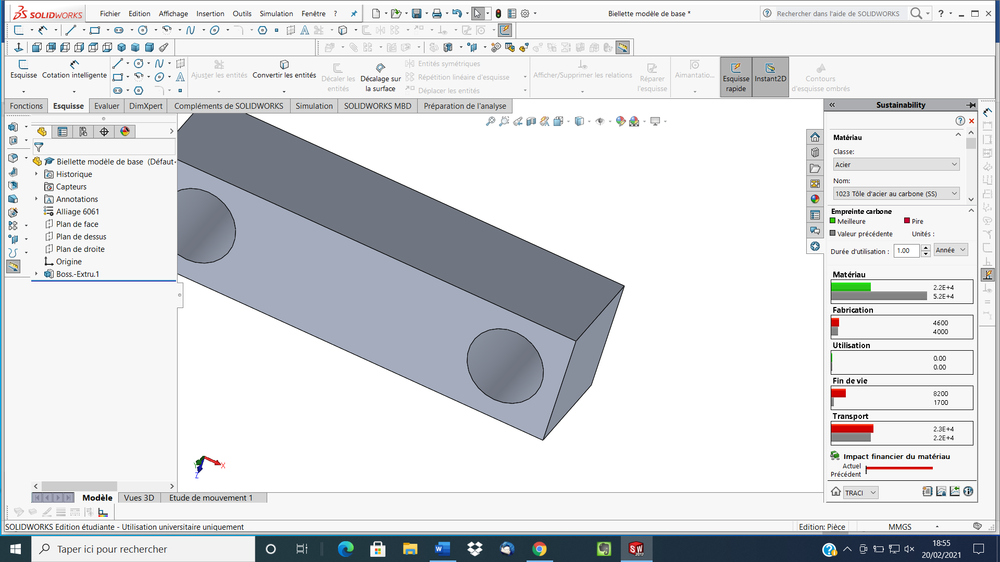 SOLIDWORKS
Fichier Edition Affichage Insertion Outils Simulation Fenêtre ?
Biellette modèle de base *
Rechercher dans l'aide de SOLIDWORKS
Esquisse
Cotation intelligente
Ajuster les entités
Convertir les entités
Décaler les entités
Décalage sur la surface
Entités symétriques
Répétition linéaire d'esquisse
Déplacer les entités
Afficher/Supprimer les relations
Réparer l'esquisse
Aimantatio...
Esquisse rapide
Instant2D
Contours d'esquisse ombrés
Fonctions Esquisse Evaluer DimXpert Compléments de SOLIDWORKS Simulation SOLIDWORKS MBD Préparation de l'analyse
Biellette modèle de base (Défaut<
Historique
Capteurs
Annotations
Alliage 6061
Plan de face
Plan de dessus
Plan de droite
Origine
Boss.-Extru.1
X
Y
Z
Sustainability
Matériau
Classe:
Acier
Nom:
1023 Tôle d'acier au carbone (SS)
Empreinte carbone
Meilleure Pire
Valeur précédente Unités :
Durée d'utilisation : 1.00 Année
Matériau
2.2E+4
5.2E+4
Fabrication
4600
4000
Utilisation
0.00
0.00
Fin de vie
8200
1700
Transport
2.3E+4
2.2E+4
Impact financier du matériau
Actuel
Précédent
TRACI
Modèle Vues 3D Etude de mouvement 1
SOLIDWORKS Edition étudiante - Utilisation universitaire uniquement
Edition: Pièce
MMGS
Taper ici pour rechercher
SW
2017
18:55
20/02/2021